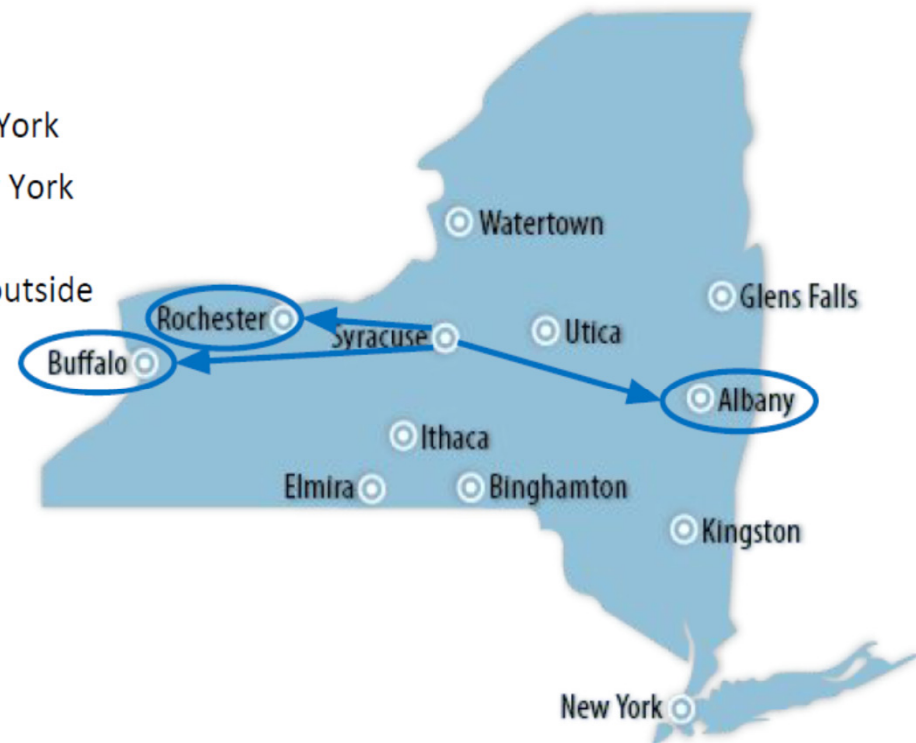 York
York
outside
Watertown
Glens Falls
Rochester
Syracuse
Utica
Buffalo
Albany
Ithaca
Elmira
Binghamton
Kingston
New York